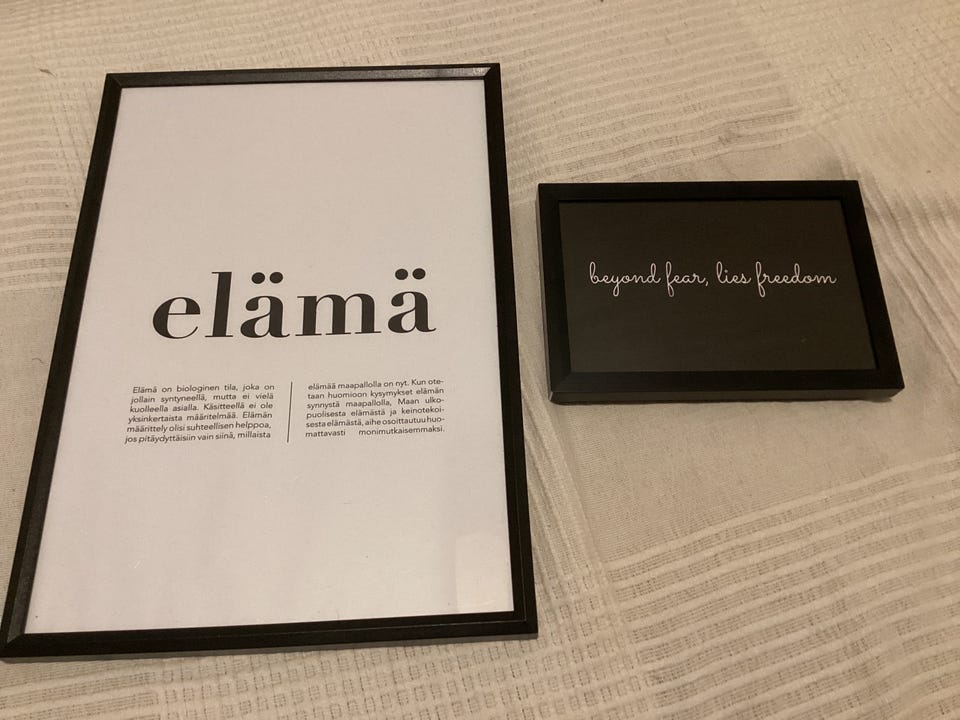 elämä
Elämä on biologinen tila, joka on
jollain syntyneellä, mutta ei vielä
kuolleella asialla. Käsitteellä ei ole
yksinkertaista määritelmää. Elämän
määrittely olisi suhteellisen helppoa,
jos pitäydyttäisiin vain siinä, millaista
elämää maapallolla on nyt. Kun ote-
taan huomioon kysymykset elämän
synnystä maapallolla, Maan ulko-
puolisesta elämästä ja keinotekoi-
sesta elämästä, aihe osoittautuu huo-
mattavasti monimutkaisemmaksi.
beyond fear, lies freedom